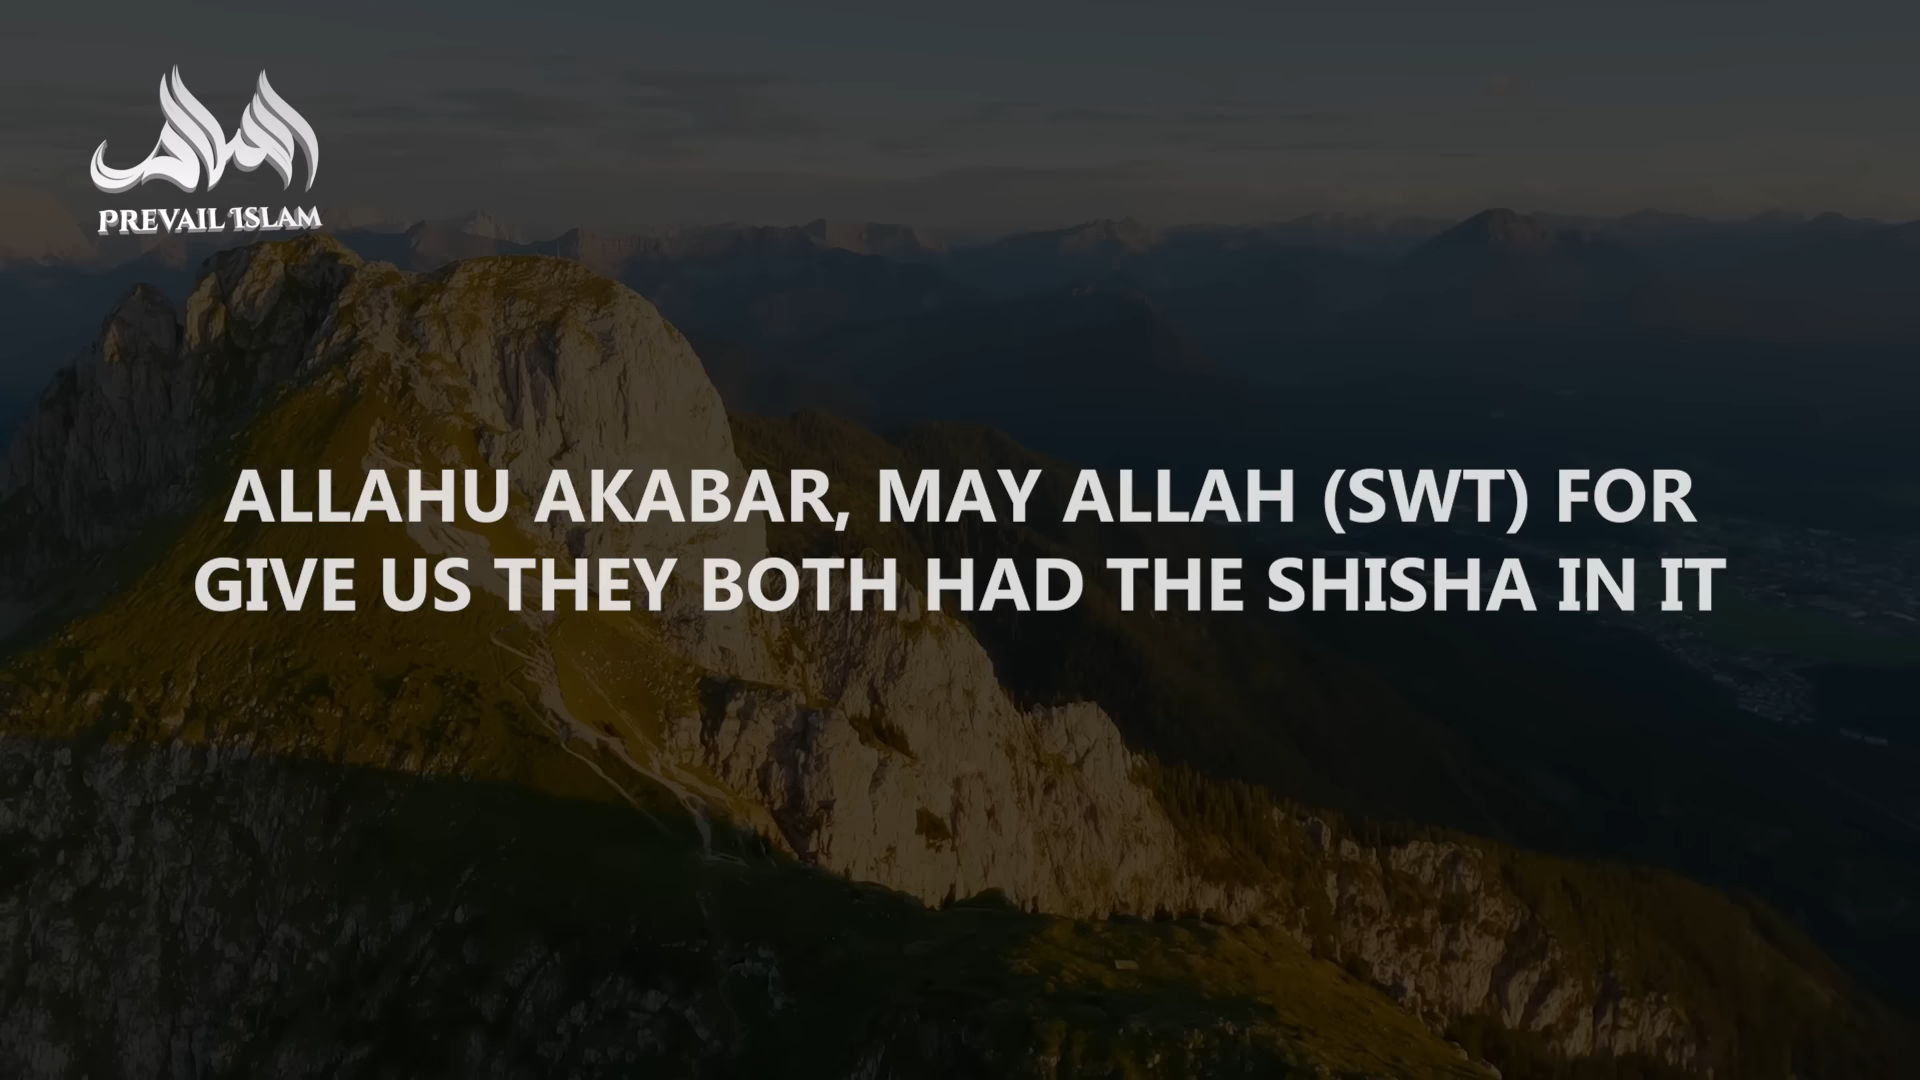 PREVAIL ISLAM
ALLAHU AKABAR, MAY ALLAH (SWT) FOR
GIVE US THEY BOTH HAD THE SHISHA IN IT